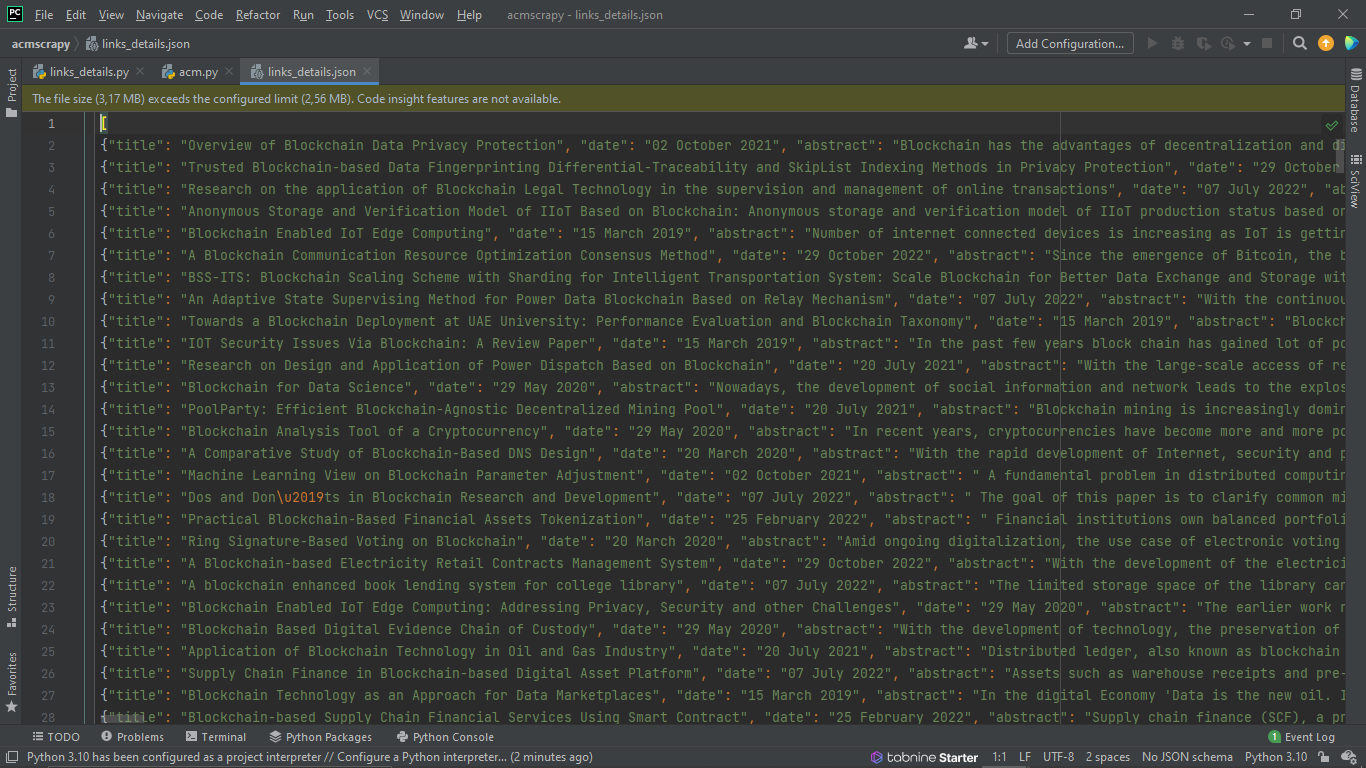 PC File Edit View Navigate Code Refactor Run Tools VCS Window Help acmscrapy - links_details.json
acmscrapy links_details.json Add Configuration...
Project links_details.py acm.py links_details.json
The file size (3,17 MB) exceeds the configured limit (2,56 MB). Code insight features are not available.
Database
SciView
1 [
2 {"title": "Overview of Blockchain Data Privacy Protection", "date": "02 October 2021", "abstract": "Blockchain has the advantages of decentralization and di
3 {"title": "Trusted Blockchain-based Data Fingerprinting Differential-Traceability and SkipList Indexing Methods in Privacy Protection", "date": "29 October
4 {"title": "Research on the application of Blockchain Legal Technology in the supervision and management of online transactions", "date": "07 July 2022", "ab
5 {"title": "Anonymous Storage and Verification Model of IIoT Based on Blockchain: Anonymous storage and verification model of IIoT production status based on
6 {"title": "Blockchain Enabled IoT Edge Computing", "date": "15 March 2019", "abstract": "Number of internet connected devices is increasing as IoT is gettin
7 {"title": "A Blockchain Communication Resource Optimization Consensus Method", "date": "29 October 2022", "abstract": "Since the emergence of Bitcoin, the b
8 {"title": "BSS-ITS: Blockchain Scaling Scheme with Sharding for Intelligent Transportation System: Scale Blockchain for Better Data Exchange and Storage wit
9 {"title": "An Adaptive State Supervising Method for Power Data Blockchain Based on Relay Mechanism", "date": "07 July 2022", "abstract": "With the continuou
10 {"title": "Towards a Blockchain Deployment at UAE University: Performance Evaluation and Blockchain Taxonomy", "date": "15 March 2019", "abstract": "Blockch
11 {"title": "IOT Security Issues Via Blockchain: A Review Paper", "date": "15 March 2019", "abstract": "In the past few years block chain has gained lot of po
12 {"title": "Research on Design and Application of Power Dispatch Based on Blockchain", "date": "20 July 2021", "abstract": "With the large-scale access of re
13 {"title": "Blockchain for Data Science", "date": "29 May 2020", "abstract": "Nowadays, the development of social information and network leads to the explos
14 {"title": "PoolParty: Efficient Blockchain-Agnostic Decentralized Mining Pool", "date": "20 July 2021", "abstract": "Blockchain mining is increasingly domin
15 {"title": "Blockchain Analysis Tool of a Cryptocurrency", "date": "29 May 2020", "abstract": "In recent years, cryptocurrencies have become more and more po
16 {"title": "A Comparative Study of Blockchain-Based DNS Design", "date": "20 March 2020", "abstract": "With the rapid development of Internet, security and p
17 {"title": "Machine Learning View on Blockchain Parameter Adjustment", "date": "02 October 2021", "abstract": " A fundamental problem in distributed computin
18 {"title": "Dos and Don\u2019ts in Blockchain Research and Development", "date": "07 July 2022", "abstract": " The goal of this paper is to clarify common mi
19 {"title": "Practical Blockchain-Based Financial Assets Tokenization", "date": "25 February 2022", "abstract": " Financial institutions own balanced portfoli
20 {"title": "Ring Signature-Based Voting on Blockchain", "date": "20 March 2020", "abstract": "Amid ongoing digitalization, the use case of electronic voting
21 {"title": "A Blockchain-based Electricity Retail Contracts Management System", "date": "29 October 2022", "abstract": "With the development of the electrici
22 {"title": "A blockchain enhanced book lending system for college library", "date": "07 July 2022", "abstract": "The limited storage space of the library can
23 {"title": "Blockchain Enabled IoT Edge Computing: Addressing Privacy, Security and other Challenges", "date": "29 May 2020", "abstract": "The earlier work r
24 {"title": "Blockchain Based Digital Evidence Chain of Custody", "date": "29 May 2020", "abstract": "With the development of technology, the preservation of
25 {"title": "Application of Blockchain Technology in Oil and Gas Industry", "date": "20 July 2021", "abstract": "Distributed ledger, also known as blockchain
26 {"title": "Supply Chain Finance in Blockchain-based Digital Asset Platform", "date": "07 July 2022", "abstract": "Assets such as warehouse receipts and pre-
27 {"title": "Blockchain Technology as an Approach for Data Marketplaces", "date": "15 March 2019", "abstract": "In the digital Economy 'Data is the new oil. I
28 {"title": "Blockchain-based Supply Chain Financial Services Using Smart Contract", "date": "25 February 2022", "abstract": "Supply chain finance (SCF), a pr
Structure
Favorites
TODO Problems Terminal Python Packages Python Console 1 Event Log
Python 3.10 has been configured as a project interpreter // Configure a Python interpreter... (2 minutes ago) tabnine Starter 1:1 LF UTF-8 2 spaces No JSON schema Python 3.10